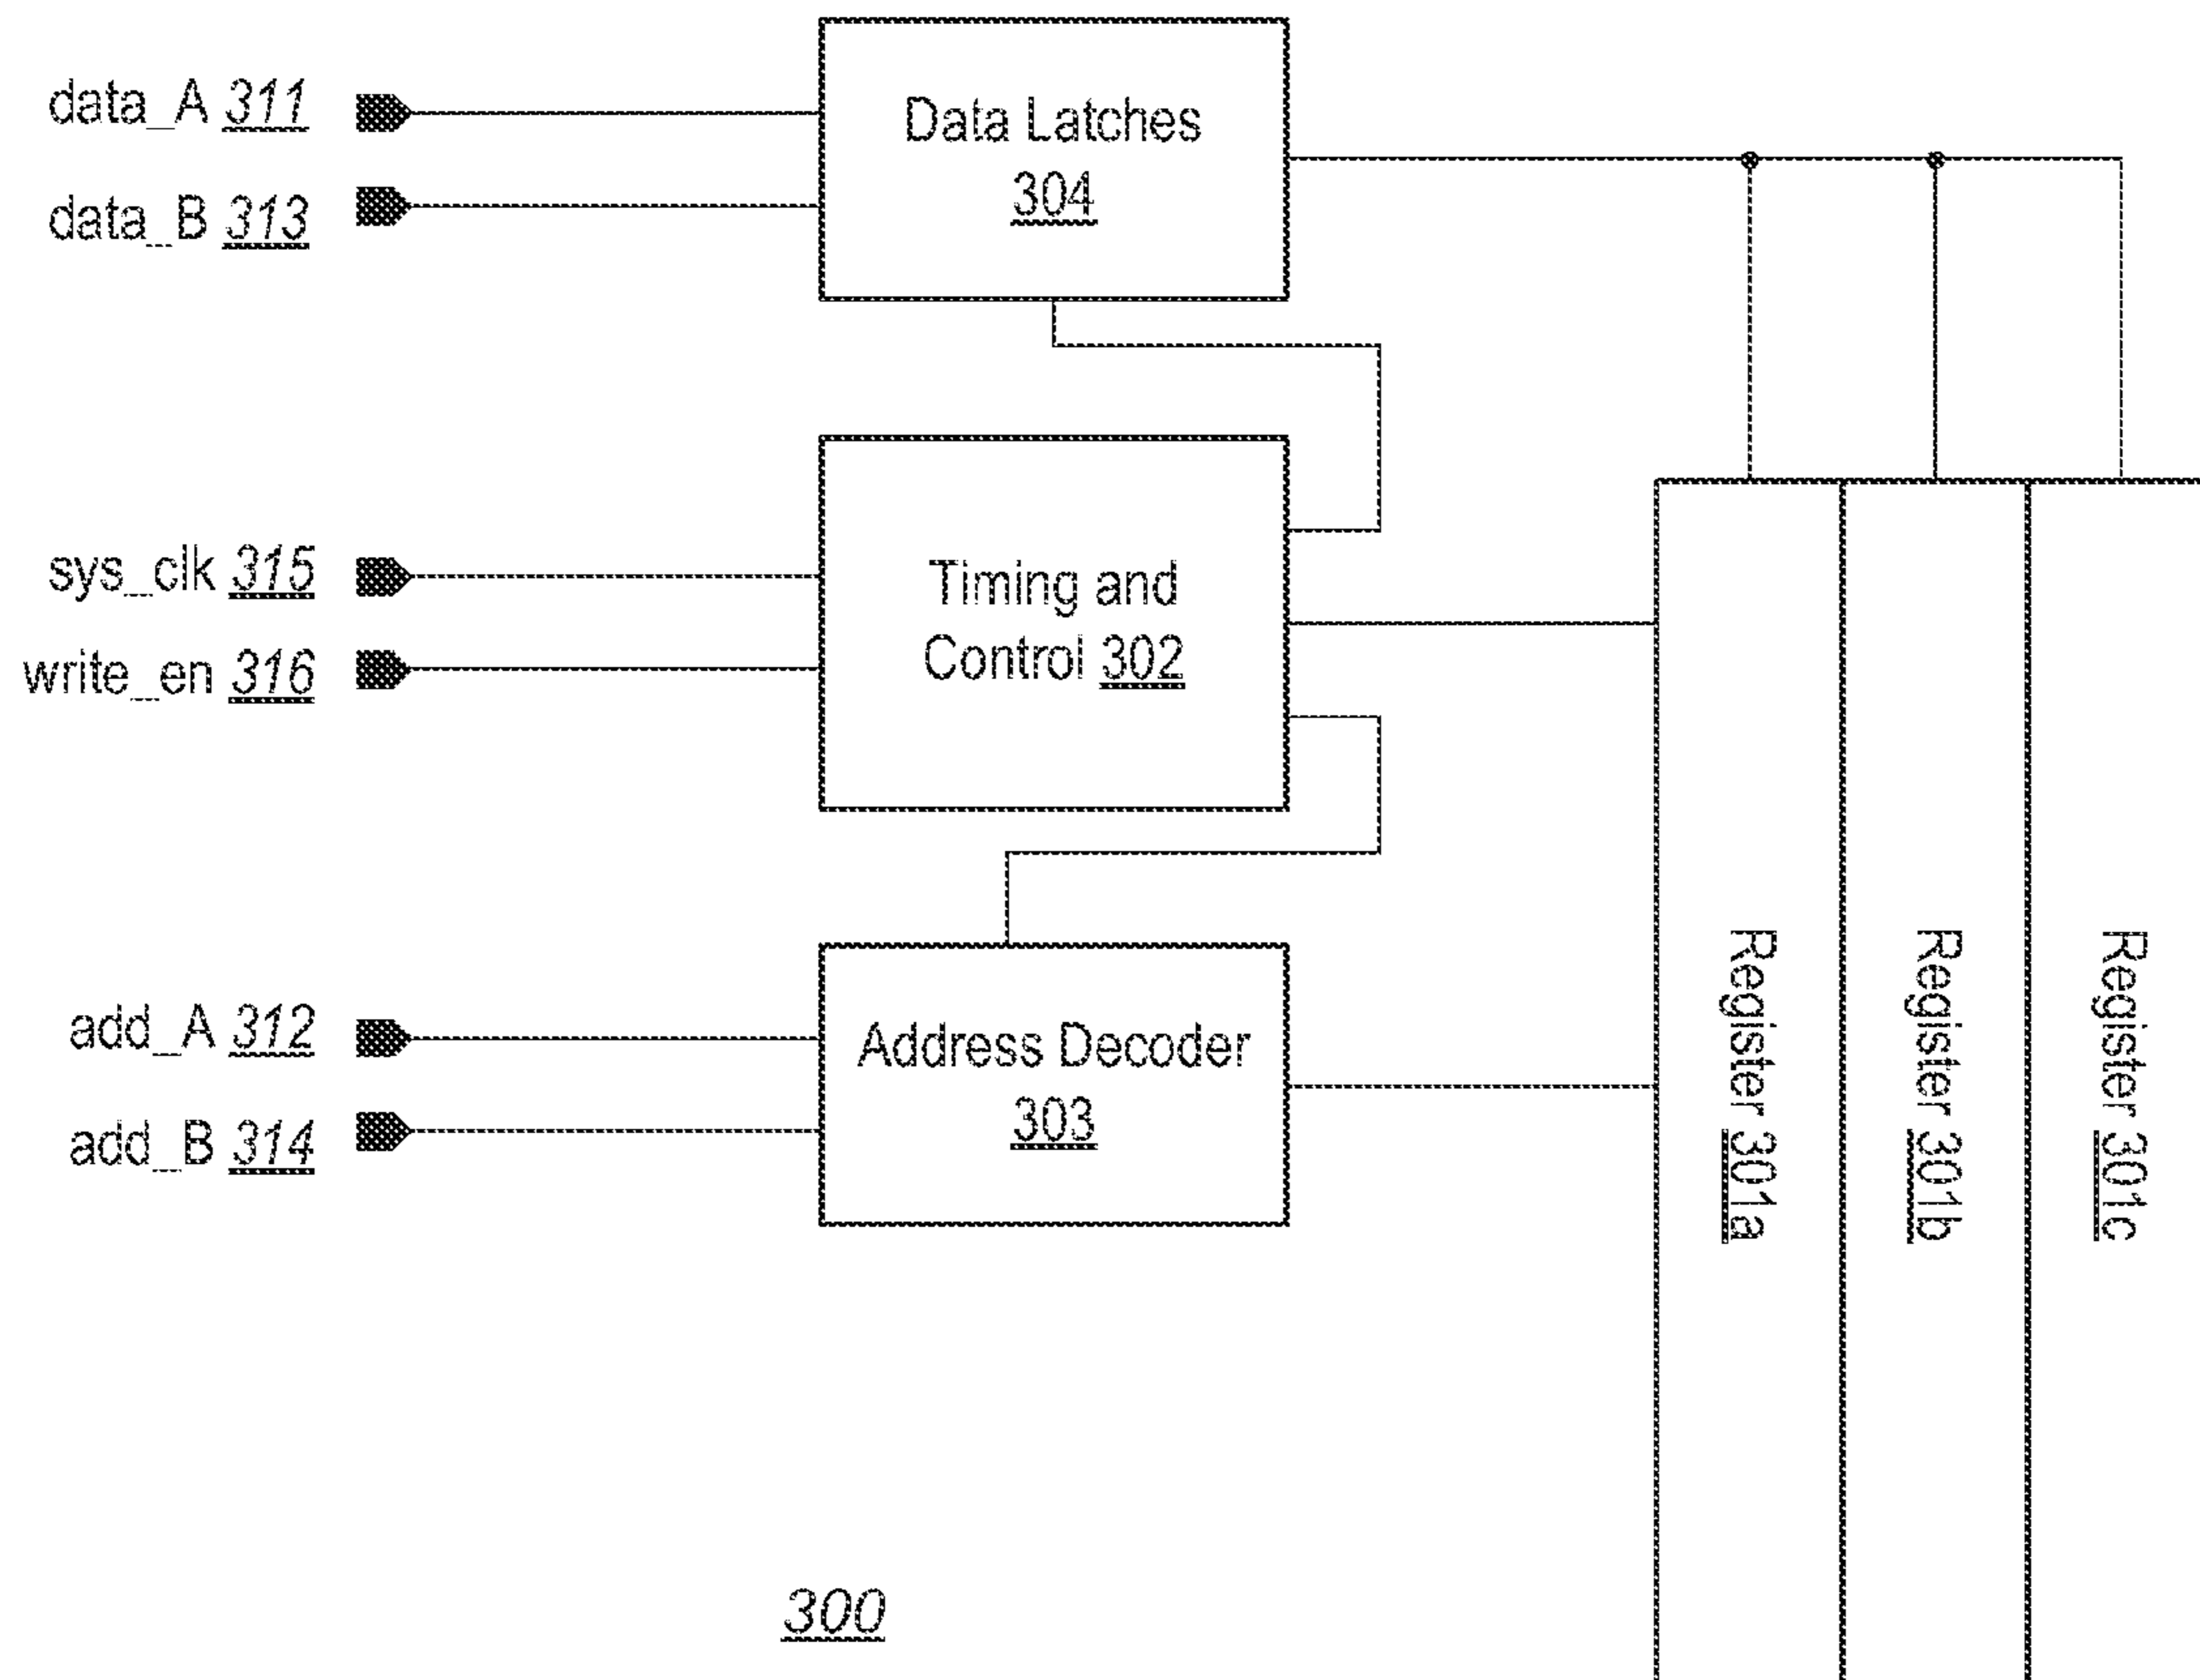 data_A 311
data_B 313
Data Latches
304
sys_clk 315
write_en 316
Timing and
Control 302
add_A 312
add_B 314
Address Decoder
303
Register 301a
Register 301b
Register 301c
300